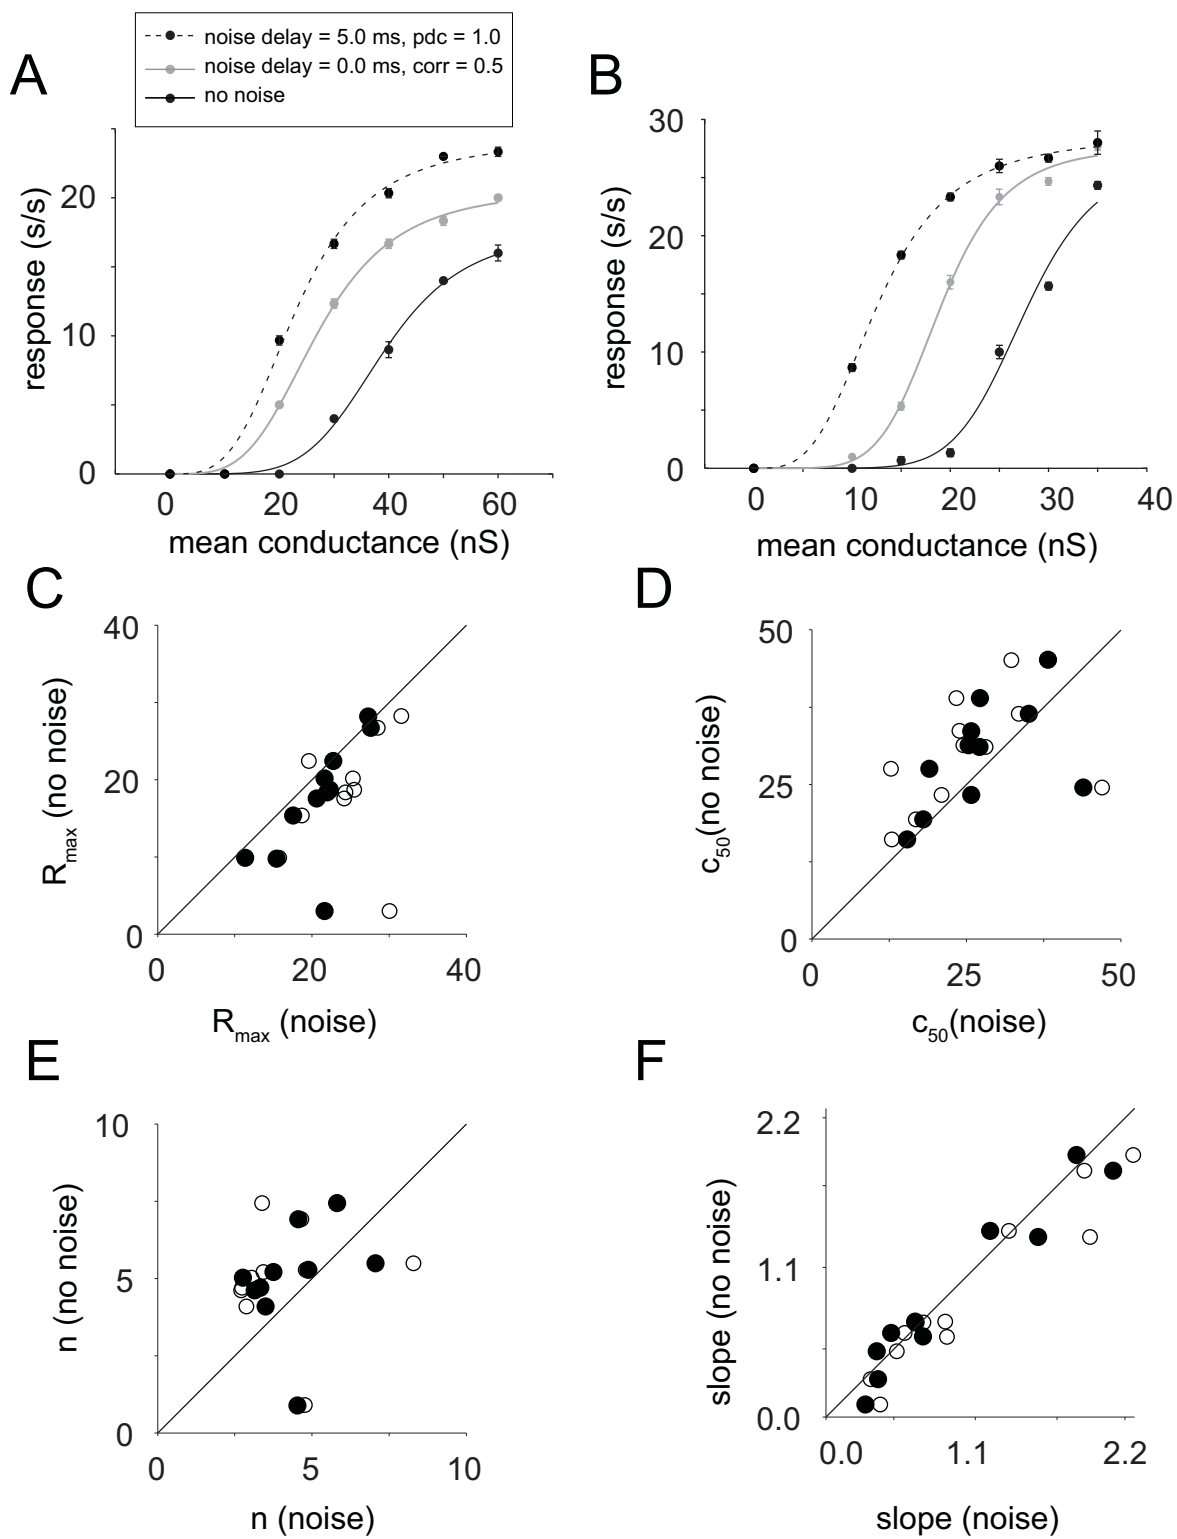 noise delay = 5.0 ms, pdc = 1.0
noise delay = 0.0 ms, corr = 0.5
no noise
A
B
response (s/s)
20
10
0
0 20 40 60
mean conductance (nS)
response (s/s)
30
20
10
0
0 10 20 30 40
mean conductance (nS)
C
D
Rmax (no noise)
40
20
0
0 20 40
Rmax (noise)
c50(no noise)
50
25
0
0 25 50
c50(noise)
E
F
n (no noise)
10
5
0
0 5 10
n (noise)
slope (no noise)
2.2
1.1
0.0
0.0 1.1 2.2
slope (noise)